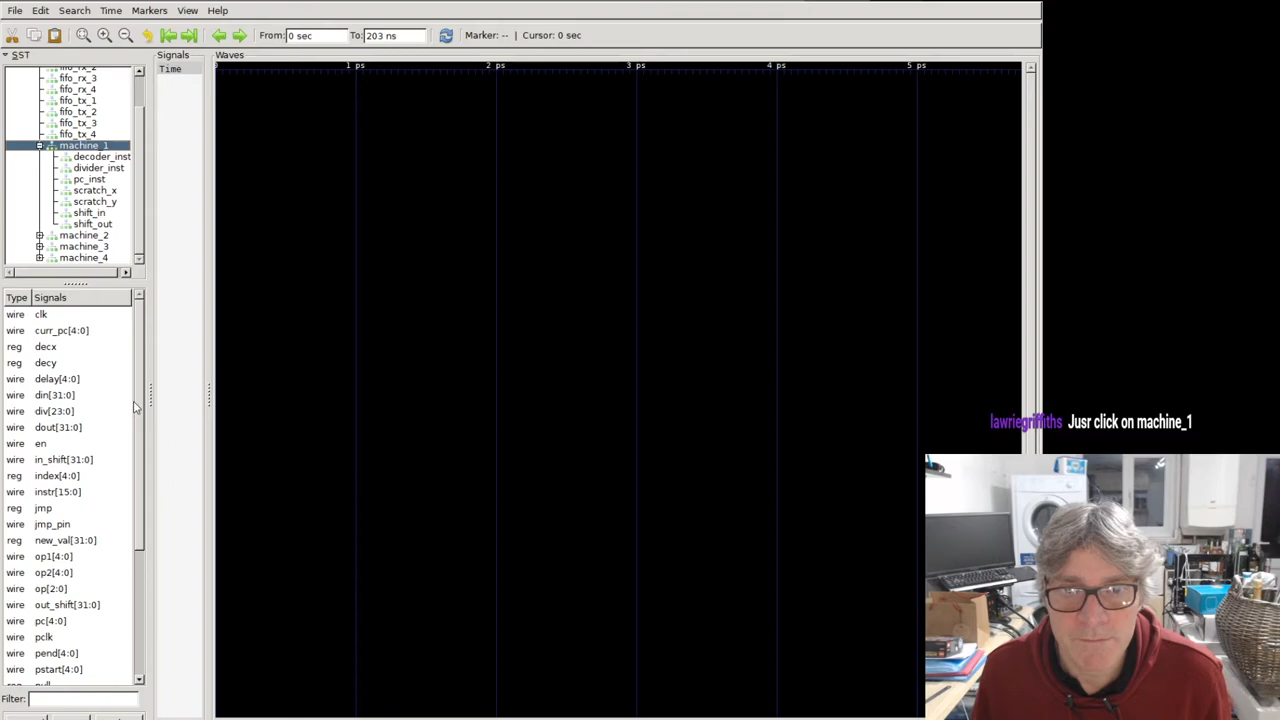 File Edit Search Time Markers View Help
From: 0 sec To: 203 ns Marker: -- | Cursor: 0 sec
SST
fifo_rx_2
fifo_rx_3
fifo_rx_4
fifo_tx_1
fifo_tx_2
fifo_tx_3
fifo_tx_4
machine_1
decoder_inst
divider_inst
pc_inst
scratch_x
scratch_y
shift_in
shift_out
machine_2
machine_3
machine_4
Type Signals
wire clk
wire curr_pc[4:0]
reg decx
reg decy
wire delay[4:0]
wire din[31:0]
wire div[23:0]
wire dout[31:0]
wire en
wire in_shift[31:0]
reg index[4:0]
wire instr[15:0]
reg jmp
wire jmp_pin
reg new_val[31:0]
wire op1[4:0]
wire op2[4:0]
wire op[2:0]
wire out_shift[31:0]
wire pc[4:0]
wire pclk
wire pend[4:0]
wire pstart[4:0]
reg pull
Filter:
Signals
Time
Waves
1 ps 2 ps 3 ps 4 ps 5 ps
lawriegriffiths Jusr click on machine_1